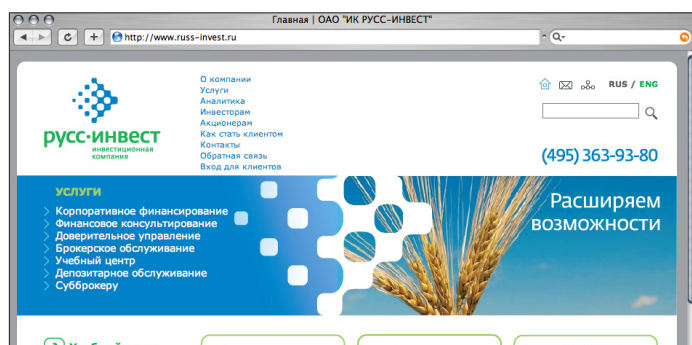 Главная | ОАО "ИК РУСС-ИНВЕСТ"
http://www.russ-invest.ru
Q
русс·инвест
инвестиционная
компания
О компании
Услуги
Аналитика
Инвесторам
Акционерам
Как стать клиентом
Контакты
Обратная связь
Вход для клиентов
RUS / ENG
(495) 363-93-80
УСЛУГИ
Корпоративное финансирование
Финансовое консультирование
Доверительное управление
Брокерское обслуживание
Учебный центр
Депозитарное обслуживание
Субброкеру
Расширяем
возможности